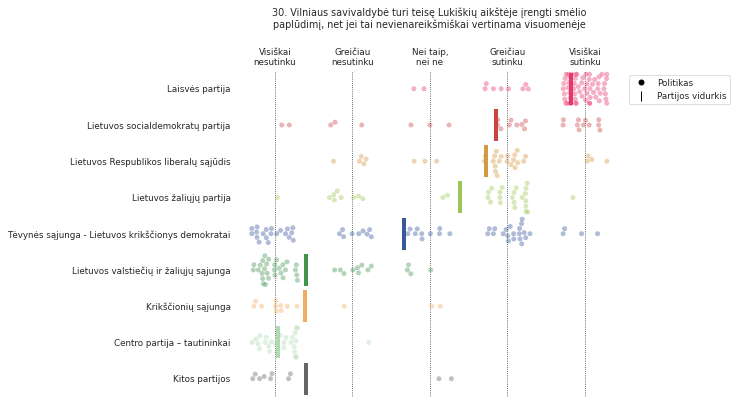 30. Vilniaus savivaldybė turi teisę Lukiškių aikštėje įrengti smėlio
paplūdimį, net jei tai nevienareikšmiškai vertinama visuomenėje
Visiškai
nesutinku
Greičiau
nesutinku
Nei taip,
nei ne
Greičiau
sutinku
Visiškai
sutinku
Laisvės partija
Lietuvos socialdemokratų partija
Lietuvos Respublikos liberalų sąjūdis
Lietuvos žaliųjų partija
Tėvynės sąjunga - Lietuvos krikščionys demokratai
Lietuvos valstiečių ir žaliųjų sąjunga
Krikščionių sąjunga
Centro partija – tautininkai
Kitos partijos
Politikas
Partijos vidurkis